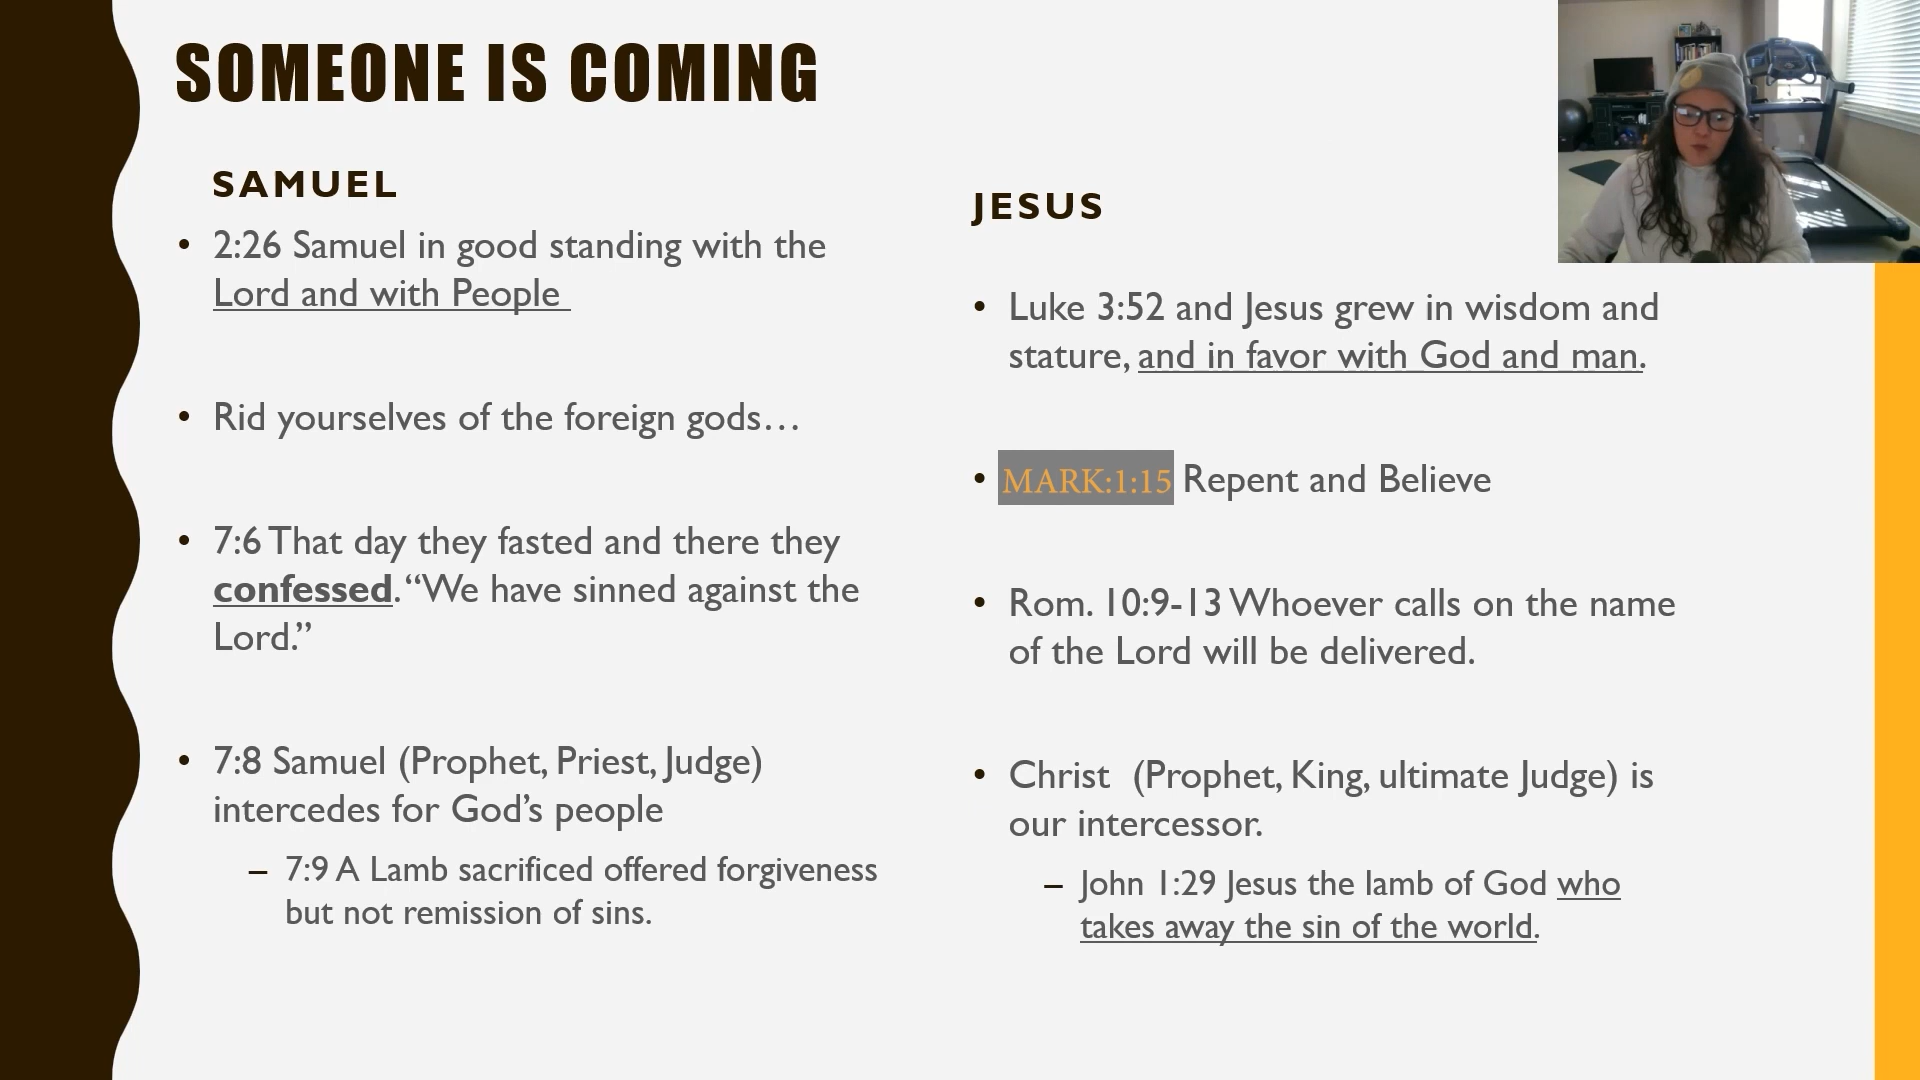 SOMEONE IS COMING
SAMUEL
• 2:26 Samuel in good standing with the
Lord and with People
• Rid yourselves of the foreign gods…
• 7:6 That day they fasted and there they
confessed. “We have sinned against the
Lord.”
• 7:8 Samuel (Prophet, Priest, Judge)
intercedes for God’s people
– 7:9 A Lamb sacrificed offered forgiveness
but not remission of sins.
JESUS
• Luke 3:52 and Jesus grew in wisdom and
stature, and in favor with God and man.
• MARK:1:15 Repent and Believe
• Rom. 10:9-13 Whoever calls on the name
of the Lord will be delivered.
• Christ (Prophet, King, ultimate Judge) is
our intercessor.
– John 1:29 Jesus the lamb of God who
takes away the sin of the world.